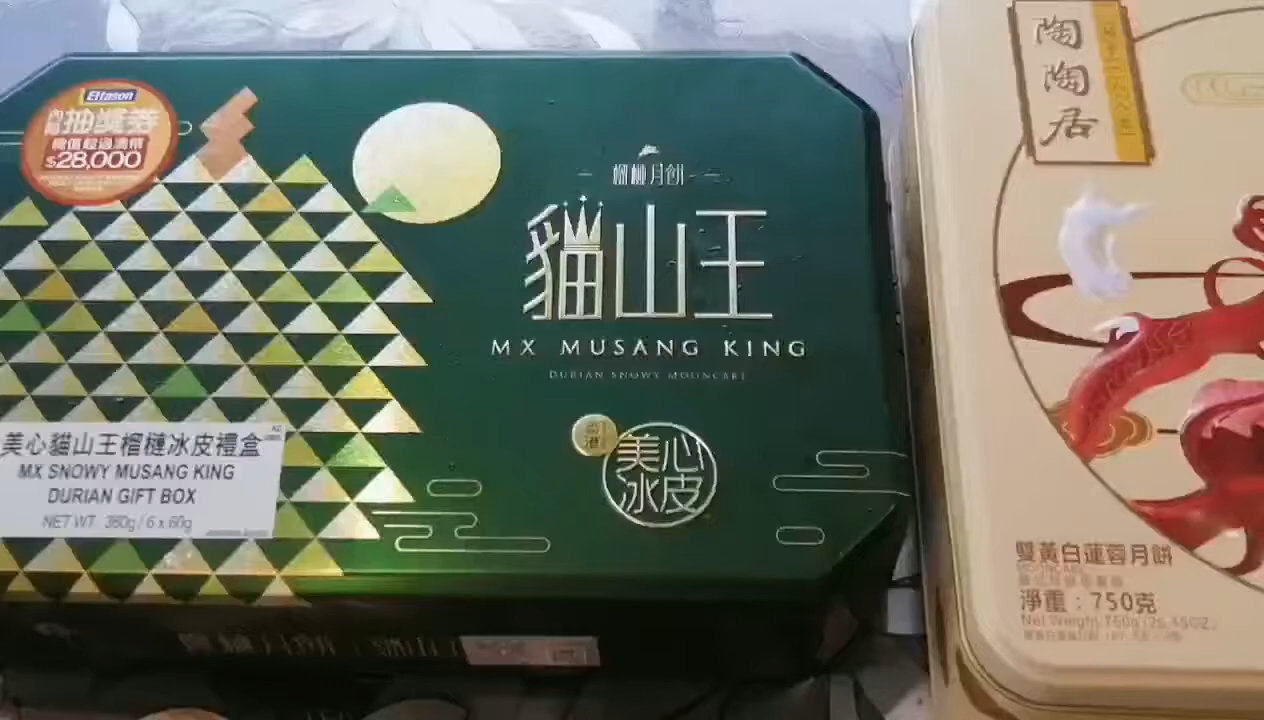 Elfason
抽獎券
$28,000
榴槤月餅
貓山王
MX MUSANG KING
DURIAN SNOWY MOONCAKE
美心
冰皮
美心貓山王榴槤冰皮禮盒
MX SNOWY MUSANG KING
DURIAN GIFT BOX
NET WT. 360g / 6 x 60g
陶陶居
雙黃白蓮蓉月餅
淨重：750克